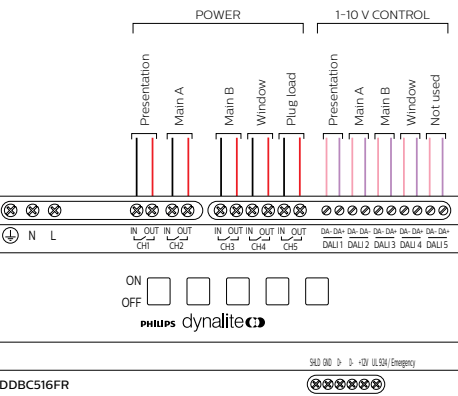 POWER 1-10 V CONTROL
Presentation Main A Main B Window Plug load Presentation Main A Main B Window Not used
IN OUT IN OUT IN OUT IN OUT IN OUT DA- DA+ DA- DA- DA- DA+ DA- DA+ DA- DA+
N L CH1 CH2 CH3 CH4 CH5 DALI 1 DALI 2 DALI 3 DALI 4 DALI 5
ON
OFF
PHILIPS dynalite
SHLD GND D+ D- +12V UL 924 / Emergency
DDBC516FR